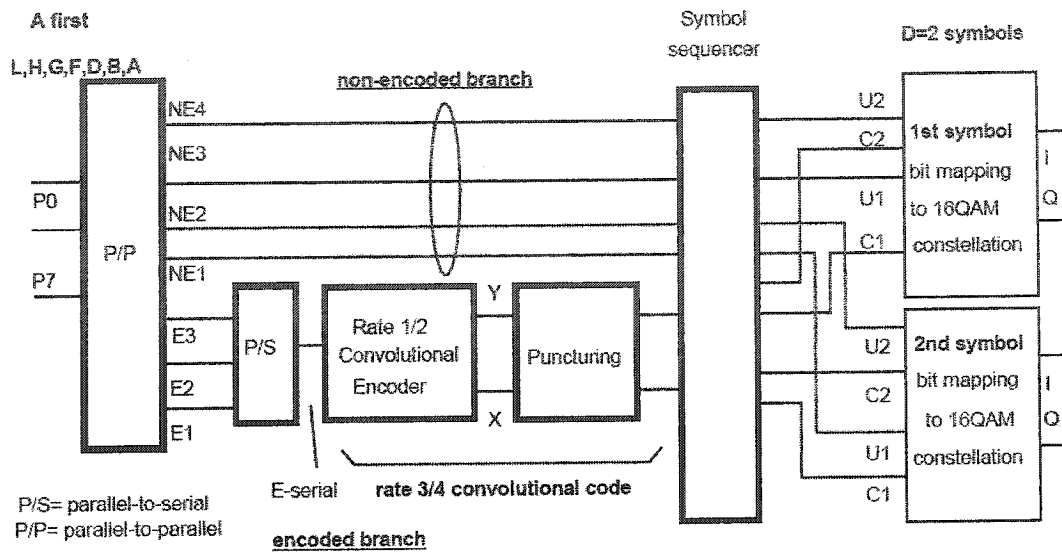 A first
L,H,G,F,D,B,A
P0
P7
P/P
NE4
NE3
NE2
NE1
E3
E2
E1
non-encoded branch
P/S
Rate 1/2
Convolutional
Encoder
Y
X
Puncturing
E-serial
rate 3/4 convolutional code
encoded branch
P/S= parallel-to-serial
P/P= parallel-to-parallel
Symbol
sequencer
D=2 symbols
U2
C2
U1
C1
1st symbol
bit mapping
to 16QAM
constellation
I
Q
U2
C2
U1
C1
2nd symbol
bit mapping
to 16QAM
constellation
I
Q